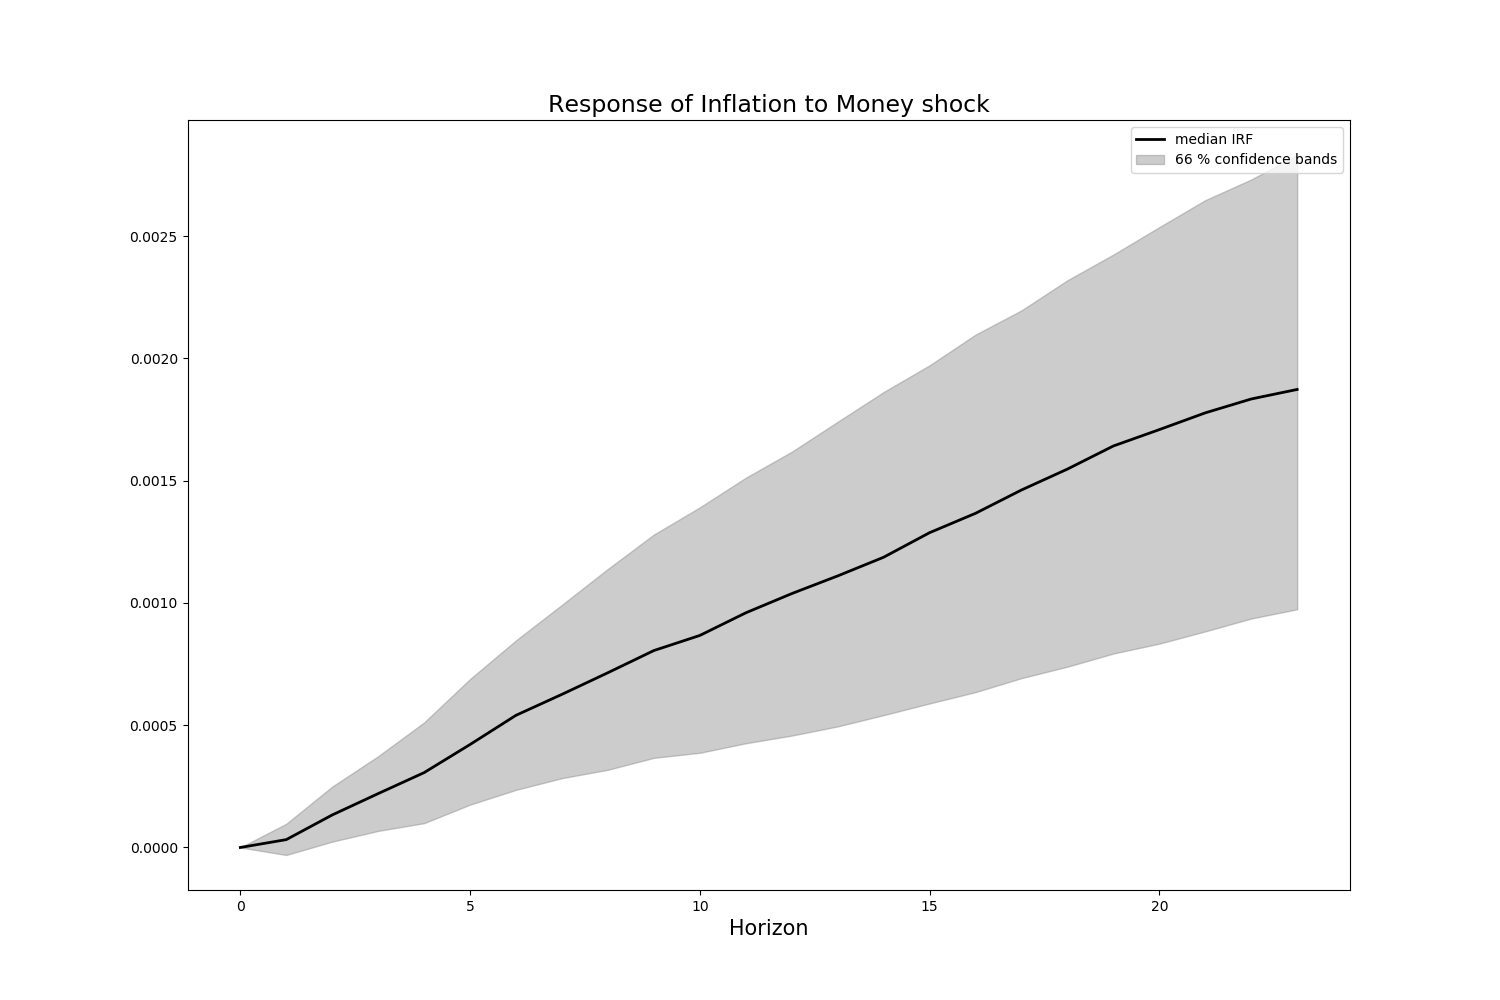 Response of Inflation to Money shock
median IRF
66 % confidence bands
0.0025
0.0020
0.0015
0.0010
0.0005
0.0000
0 5 10 15 20
Horizon